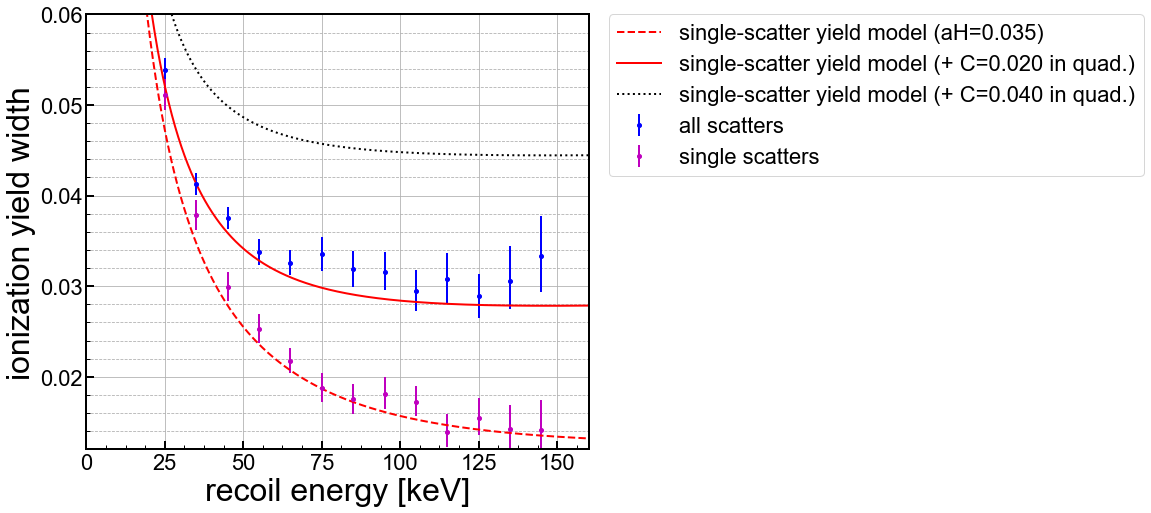 0.06
0.05
0.04
0.03
0.02
ionization yield width
0
25
50
75
100
125
150
recoil energy [keV]
single-scatter yield model (aH=0.035)
single-scatter yield model (+ C=0.020 in quad.)
single-scatter yield model (+ C=0.040 in quad.)
all scatters
single scatters